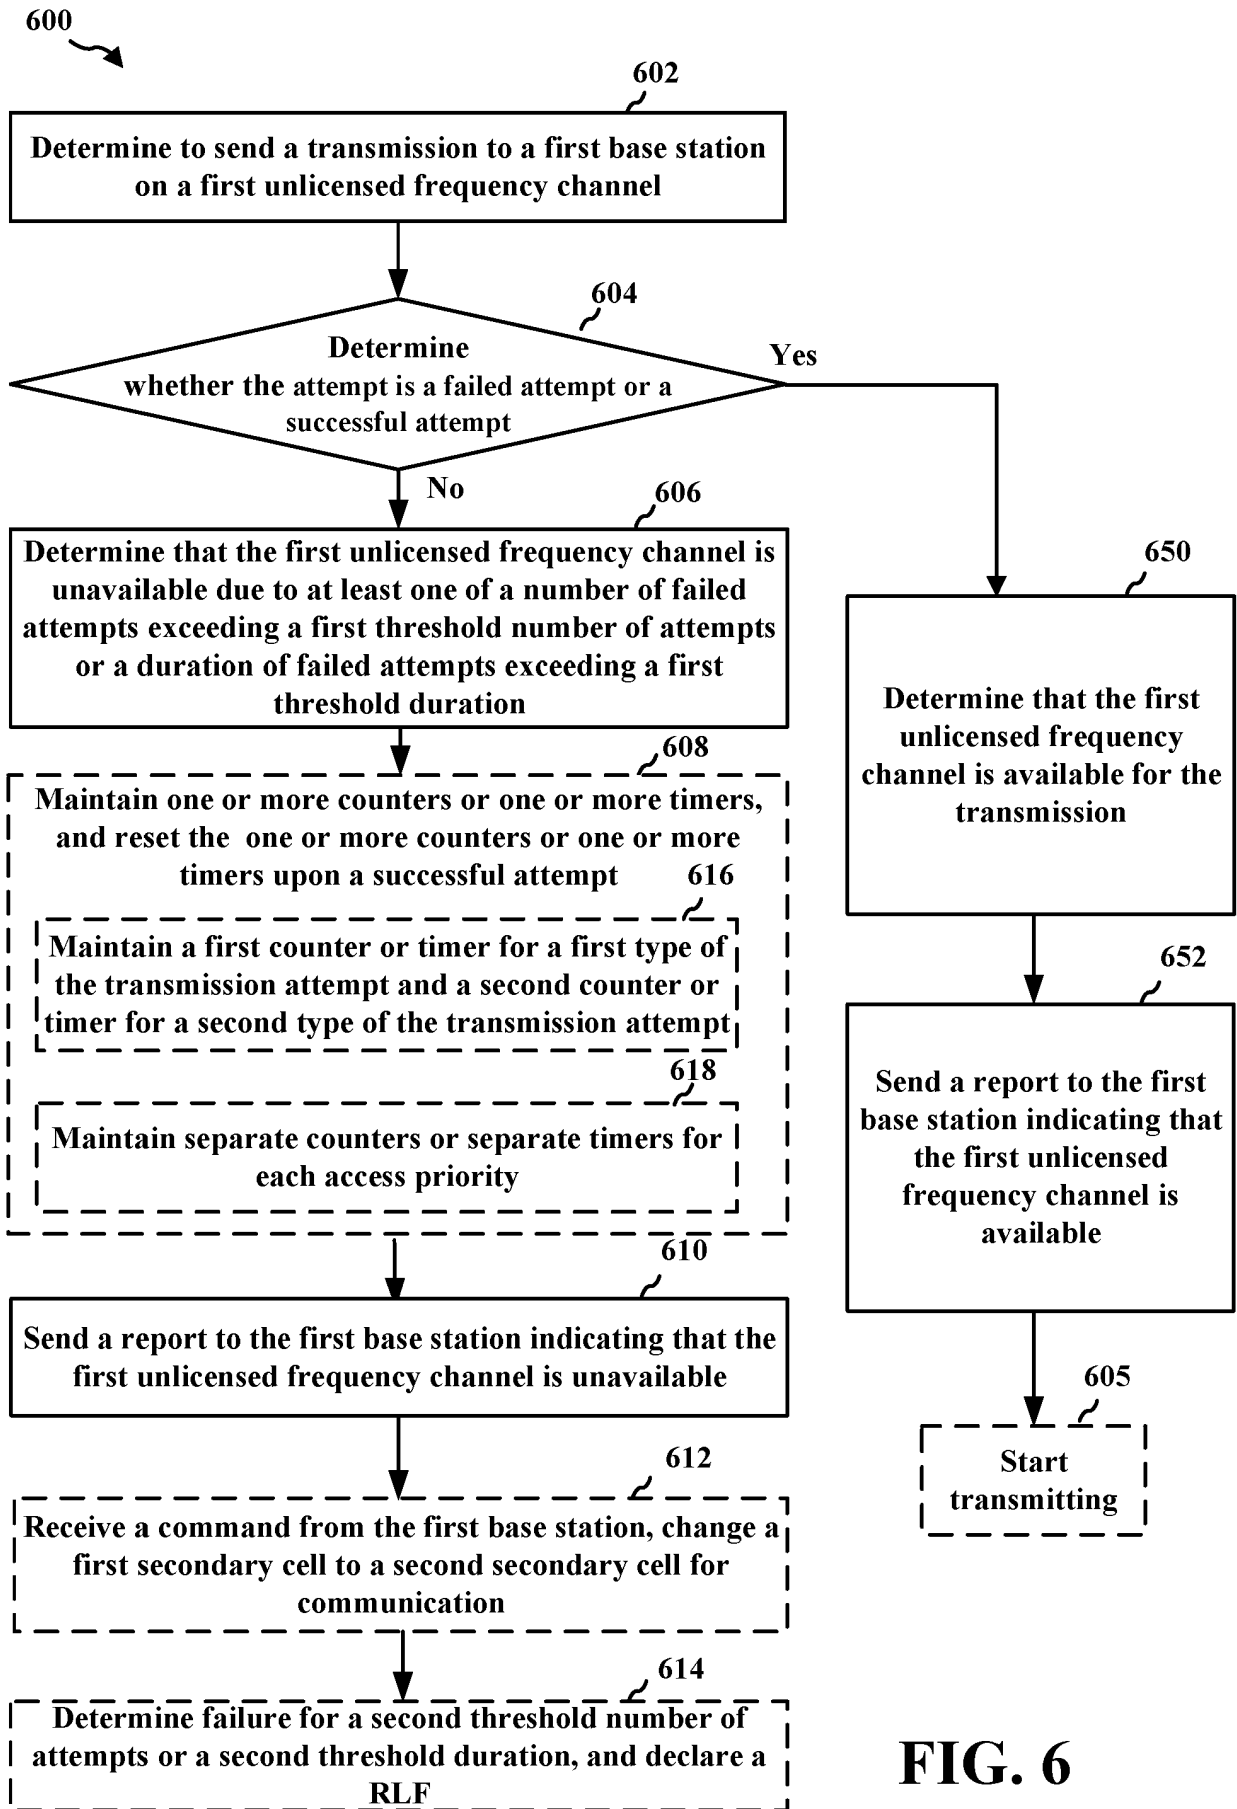 600
602
Determine to send a transmission to a first base station
on a first unlicensed frequency channel
604
Determine
whether the attempt is a failed attempt or a
successful attempt
Yes
No
606
Determine that the first unlicensed frequency channel is
unavailable due to at least one of a number of failed
attempts exceeding a first threshold number of attempts
or a duration of failed attempts exceeding a first
threshold duration
608
Maintain one or more counters or one or more timers,
and reset the one or more counters or one or more
timers upon a successful attempt
616
Maintain a first counter or timer for a first type of
the transmission attempt and a second counter or
timer for a second type of the transmission attempt
618
Maintain separate counters or separate timers for
each access priority
610
Send a report to the first base station indicating that the
first unlicensed frequency channel is unavailable
612
Receive a command from the first base station, change a
first secondary cell to a second secondary cell for
communication
614
Determine failure for a second threshold number of
attempts or a second threshold duration, and declare a
RLF
650
Determine that the first
unlicensed frequency
channel is available for the
transmission
652
Send a report to the first
base station indicating that
the first unlicensed
frequency channel is
available
605
Start
transmitting
FIG. 6